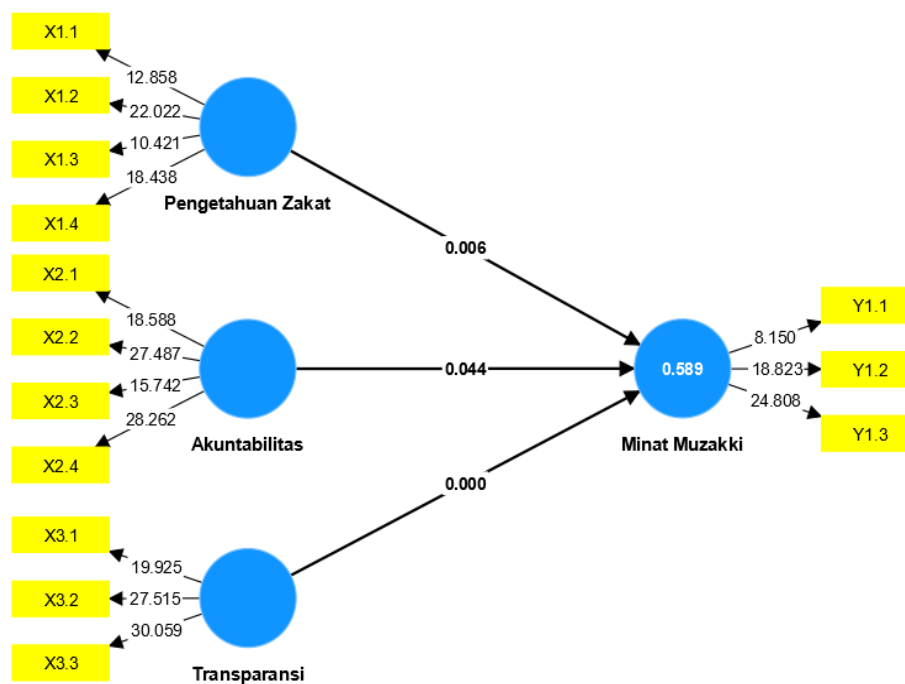 X1.1
12.858
X1.2
22.022
X1.3
10.421
18.438
X1.4
Pengetahuan Zakat
0.006
X2.1
18.588
X2.2
27.487
X2.3
15.742
28.262
X2.4
Akuntabilitas
0.044
0.589
Minat Muzakki
8.150
Y1.1
18.823
Y1.2
24.808
Y1.3
0.000
X3.1
19.925
X3.2
27.515
30.059
X3.3
Transparansi